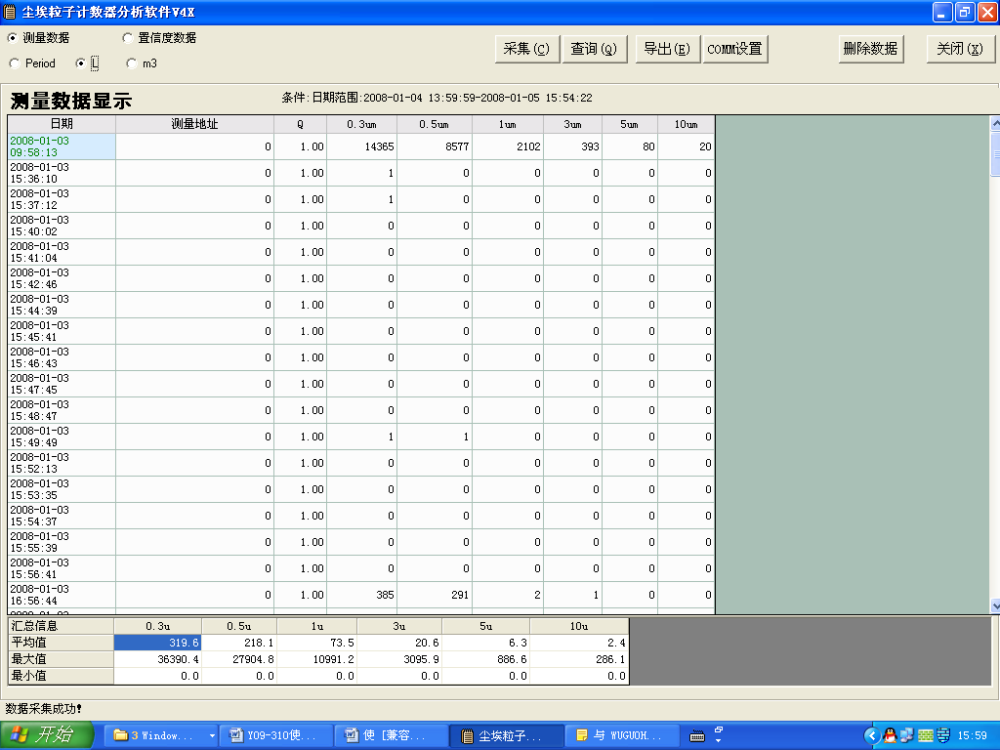 尘埃粒子计数器分析软件V4X
测量数据 置信度数据
Period L m3
采集(C) 查询(Q) 导出(E) COMM设置 删除数据 关闭(X)
测量数据显示 条件:日期范围:2008-01-04 13:59:59-2008-01-05 15:54:22
日期 测量地址 Q 0.3um 0.5um 1um 3um 5um 10um
2008-01-03 09:58:13 0 1.00 14365 8577 2102 393 80 20
2008-01-03 15:36:10 0 1.00 1 0 0 0 0 0
2008-01-03 15:37:12 0 1.00 1 0 0 0 0 0
2008-01-03 15:40:02 0 1.00 0 0 0 0 0 0
2008-01-03 15:41:04 0 1.00 0 0 0 0 0 0
2008-01-03 15:42:46 0 1.00 0 0 0 0 0 0
2008-01-03 15:44:39 0 1.00 0 0 0 0 0 0
2008-01-03 15:45:41 0 1.00 0 0 0 0 0 0
2008-01-03 15:46:43 0 1.00 0 0 0 0 0 0
2008-01-03 15:47:45 0 1.00 0 0 0 0 0 0
2008-01-03 15:48:47 0 1.00 0 0 0 0 0 0
2008-01-03 15:49:49 0 1.00 1 1 0 0 0 0
2008-01-03 15:52:13 0 1.00 0 0 0 0 0 0
2008-01-03 15:53:35 0 1.00 0 0 0 0 0 0
2008-01-03 15:54:37 0 1.00 0 0 0 0 0 0
2008-01-03 15:55:39 0 1.00 0 0 0 0 0 0
2008-01-03 15:56:41 0 1.00 0 0 0 0 0 0
2008-01-03 16:56:44 0 1.00 385 291 2 1 0 0
汇总信息 0.3u 0.5u 1u 3u 5u 10u
平均值 319.6 218.1 73.5 20.6 6.3 2.4
最大值 36390.4 27904.8 10991.2 3095.9 886.6 286.1
最小值 0.0 0.0 0.0 0.0 0.0 0.0
数据采集成功!
开始 3 Window... Y09-310使... 使 [兼容... 尘埃粒子... 与 WUGUOH... 15:59